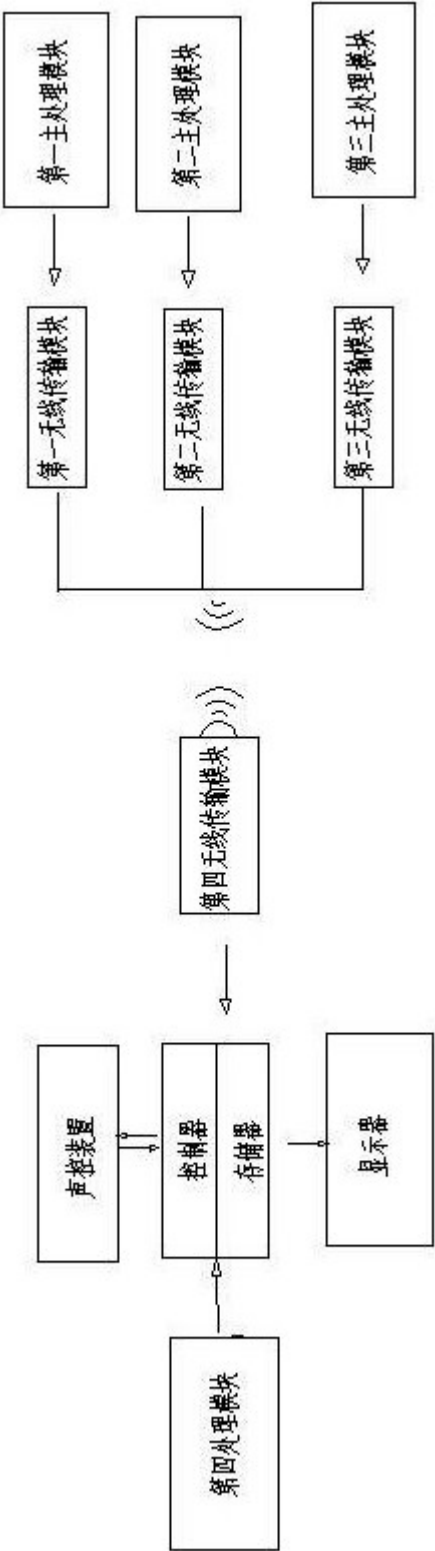 第一主处理模块
第二主处理模块
第三主处理模块
第一无线传输模块
第二无线传输模块
第三无线传输模块
第四无线传输模块
声控装置
控制器
存储器
显示器
第四处理模块